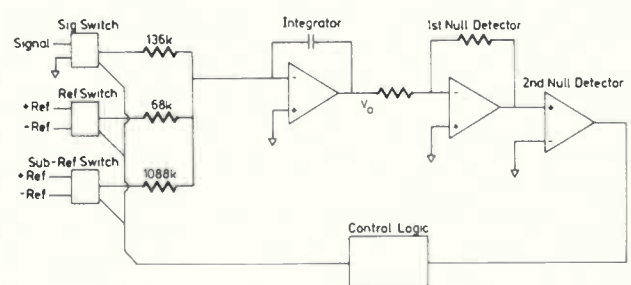 Sig Switch
Signal
136k
Integrator
1st Null Detector
Ref Switch
+Ref
-Ref
68k
2nd Null Detector
Sub-Ref Switch
+Ref
-Ref
1088k
Vo
Control Logic
-
+
-
+
+
-